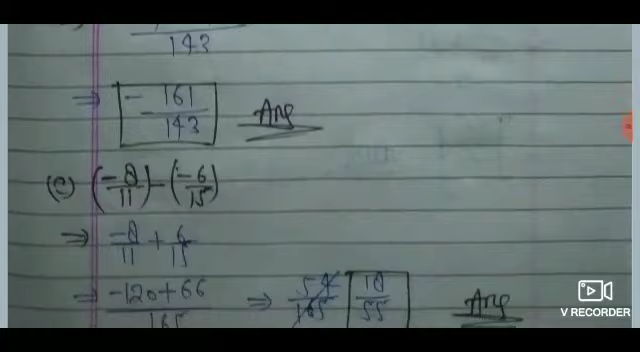 143
⇒ - 161/143 Ans
(e) (-8/11) - (-6/15)
⇒ -8/11 + 6/15
⇒ -120+66/165 ⇒ 54/165 18/55 Ans
V RECORDER